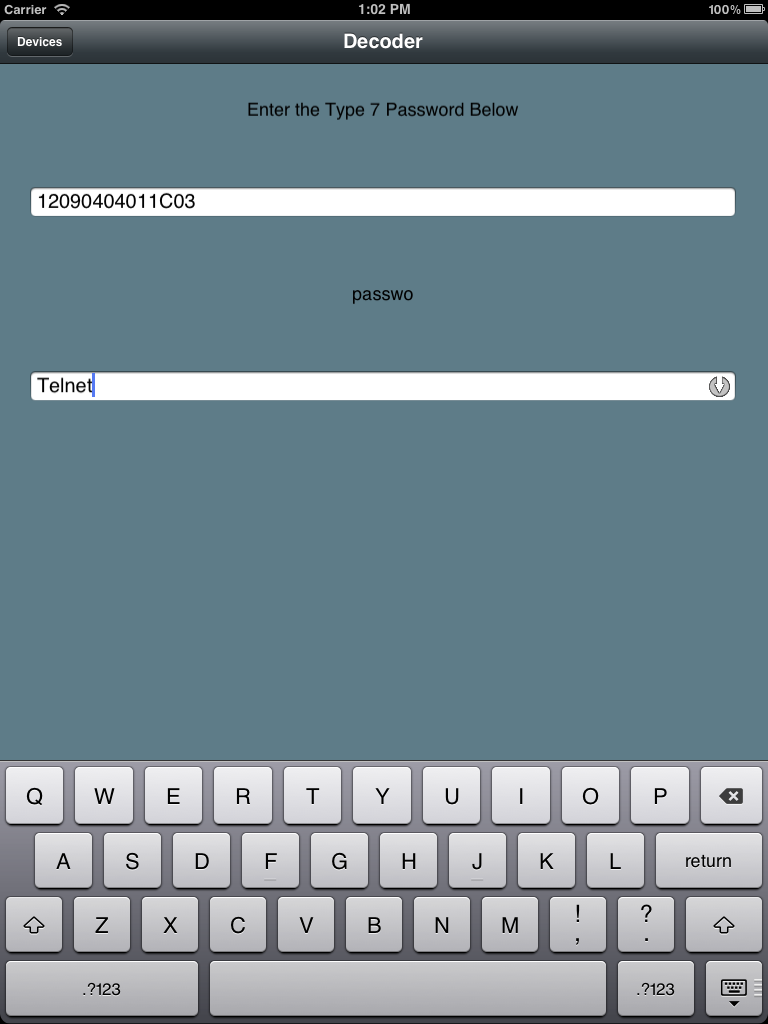 Carrier 1:02 PM 100%
Devices Decoder
Enter the Type 7 Password Below
12090404011C03
passwo
Telnet
Q W E R T Y U I O P
A S D F G H J K L return
Z X C V B N M ! , ? .
.?123 .?123